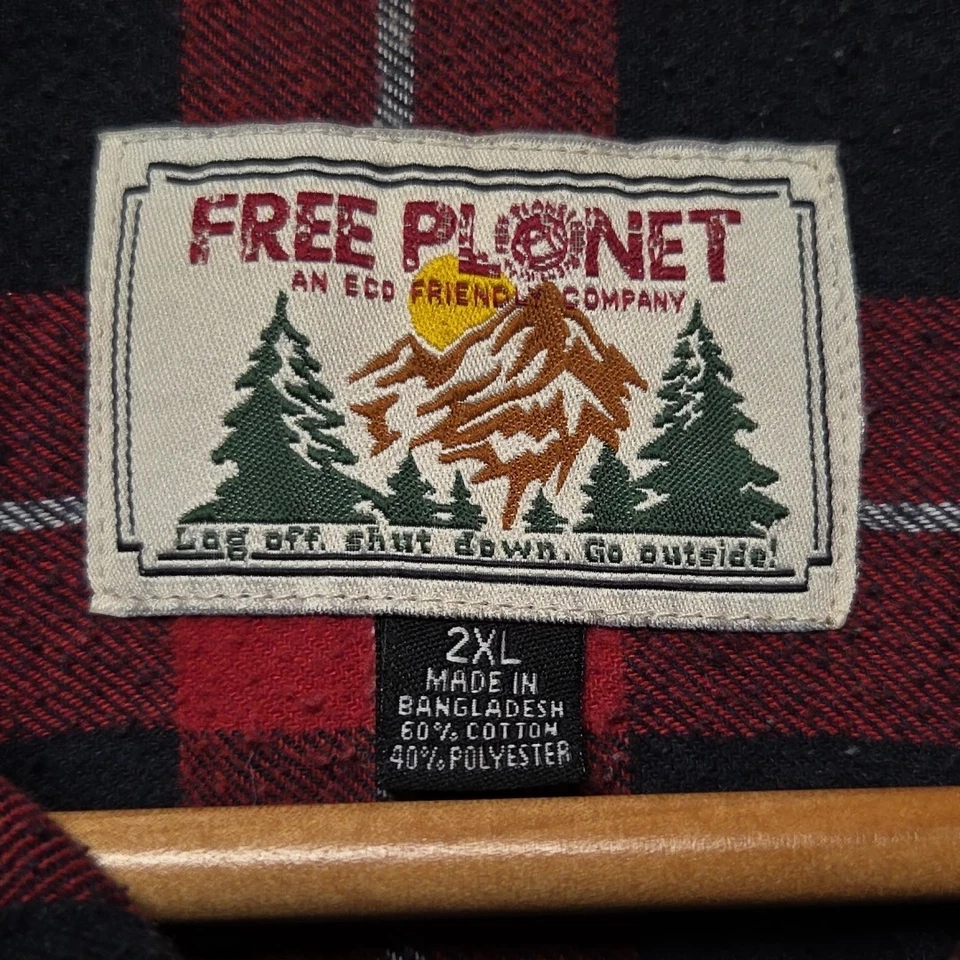 FREE PLANET
AN ECO FRIENDLY COMPANY
Log off. shut down. Go outside!
2XL
MADE IN
BANGLADESH
60% COTTON
40% POLYESTER